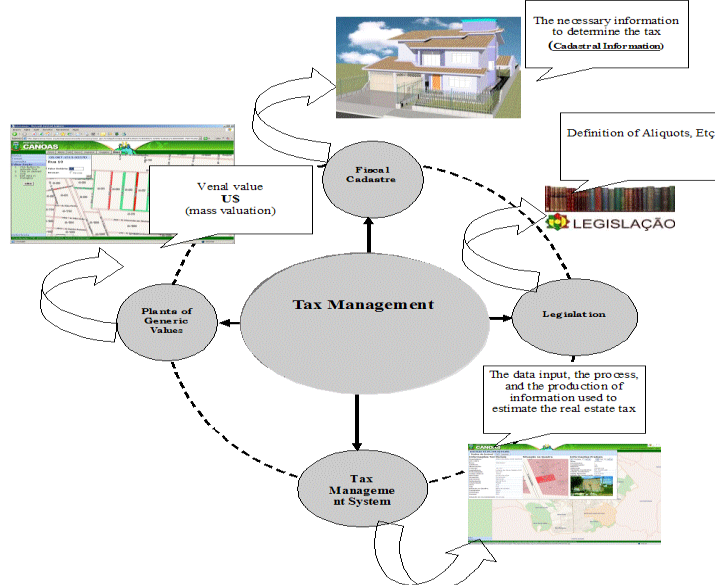 The necessary information
to determine the tax
(Cadastral Information)
Definition of Aliquots, Etç
LEGISLAÇÃO
CANOAS
Venal value
US
(mass valuation)
Fiscal
Cadastre
Tax Management
Plants of
Generic
Values
Legislation
The data input, the process,
and the production of
information used to
estimate the real estate tax
CANOAS
Tax
Manageme
nt System